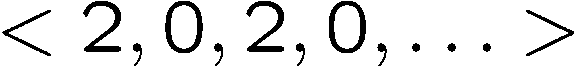 < 2, 0, 2, 0, . . . >